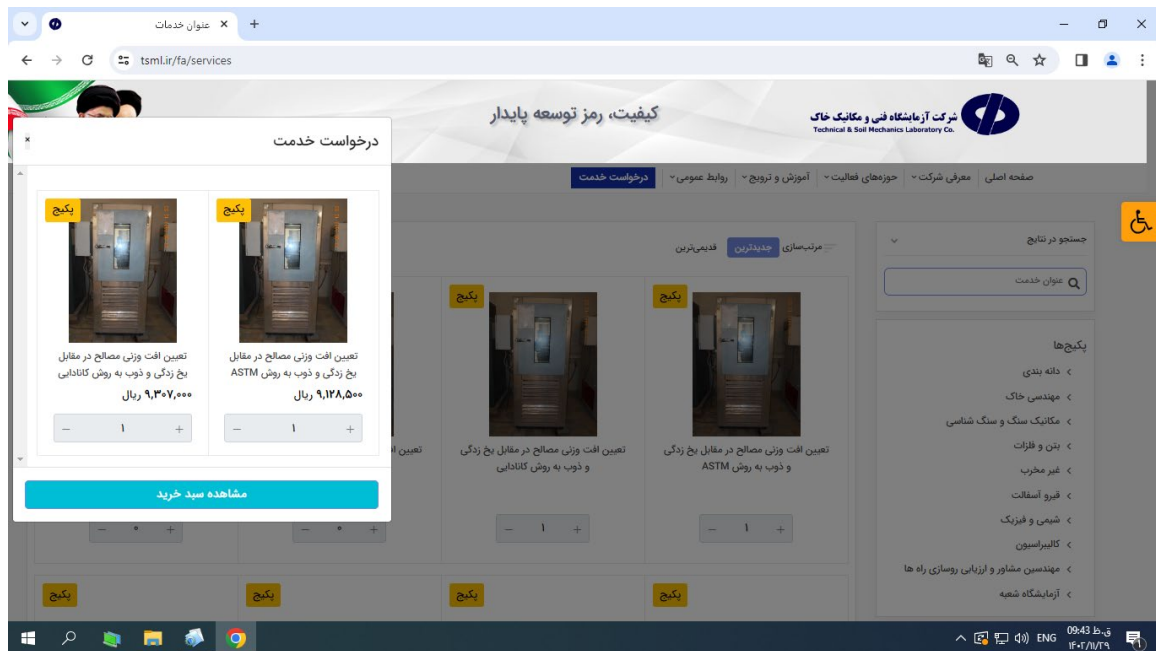 عنوان خدمات
tsml.ir/fa/services
شرکت آزمایشگاه فنی و مکانیک خاک
Technical & Soil Mechanics Laboratory Co.
کیفیت، رمز توسعه پایدار
صفحه اصلی
معرفی شرکت
حوزه‌های فعالیت
آموزش و ترویج
روابط عمومی
درخواست خدمت
جستجو در نتایج
عنوان خدمت
پکیج‌ها
دانه بندی
مهندسی خاک
مکانیک سنگ و سنگ شناسی
بتن و فلزات
غیر مخرب
قیرو آسفالت
شیمی و فیزیک
کالیبراسیون
مهندسین مشاور و ارزیابی روسازی راه ها
آزمایشگاه شعبه
مرتب‌سازی
جدیدترین
قدیمی‌ترین
پکیج
تعیین افت وزنی مصالح در مقابل یخ زدگی
و ذوب به روش ASTM
+ ۱ −
پکیج
تعیین افت وزنی مصالح در مقابل یخ زدگی
و ذوب به روش کانادایی
+ ۱ −
تعیین
+ ۰ −
+ ۰ −
پکیج
پکیج
پکیج
پکیج
درخواست خدمت
×
پکیج
تعیین افت وزنی مصالح در مقابل
یخ زدگی و ذوب به روش ASTM
۹,۱۲۸,۵۰۰ ریال
+ ۱ −
پکیج
تعیین افت وزنی مصالح در مقابل
یخ زدگی و ذوب به روش کانادایی
۹,۳۰۷,۰۰۰ ریال
+ ۱ −
مشاهده سبد خرید
ENG
09:43 ق.ظ
۱۴۰۲/۱۱/۲۹